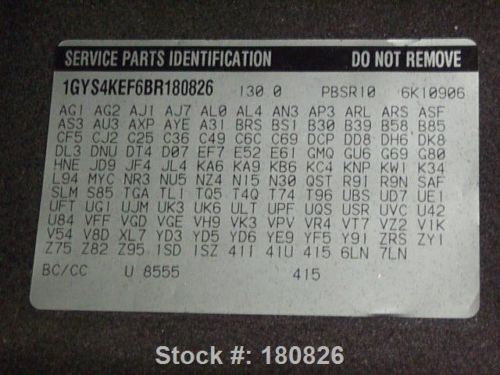 SERVICE PARTS IDENTIFICATION DO NOT REMOVE
1GYS4KEF6BR180826 130 0 PBSR10 6K10906
AG1 AG2 AJ1 AJ7 AL0 AL4 AN3 AP3 ARL ARS ASF
AS3 AU3 AXP AYE A31 BRS BS1 B30 B39 B58 B85
CF5 CJ2 C25 C36 C49 C6C C69 DCP DD8 DH6 DK8
DL3 DNU DT4 D07 EF7 E52 E61 GMQ GU6 G69 G80
HNE JD9 JF4 JL4 KA6 KA9 KB6 KC4 KNP KW1 K34
L94 MYC NR3 NU5 NZ4 N15 N30 QST R91 R9N SAF
SLM S85 TGA TL1 TQ5 T4Q T74 T96 UBS UD7 UE1
UFT UG1 UJM UK3 UK6 ULT UPF UQS USR UVC U42
U84 VFF VGD VGE VH9 VK3 VPV VR4 VT7 VZ2 V1K
V54 V8D XL7 YD3 YD5 YD6 YE9 YF5 Y91 ZRS ZY1
Z75 Z82 Z95 1SD 1SZ 411 41U 415 6LN 7LN
BC/CC U 8555 415
Stock #: 180826